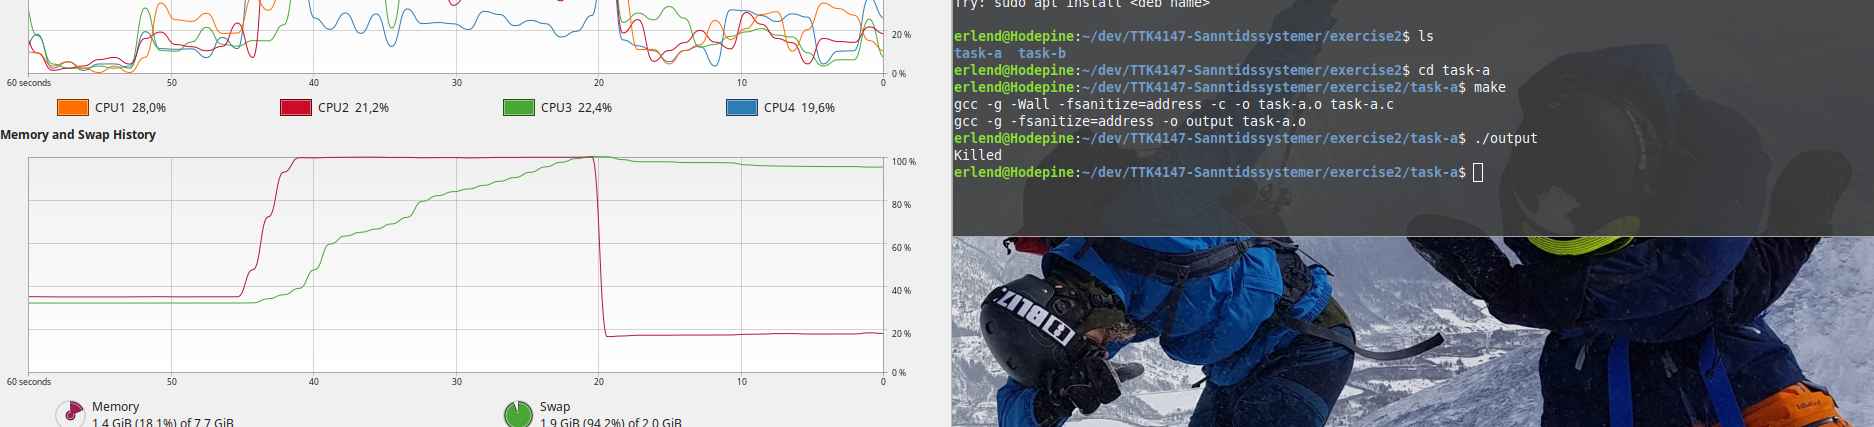 20 %
0 %
60 seconds 50 40 30 20 10 0
CPU1 28,0% CPU2 21,2% CPU3 22,4% CPU4 19,6%
Memory and Swap History
100 %
80 %
60 %
40 %
20 %
0 %
60 seconds 50 40 30 20 10 0
Memory
1.4 GiB (18.1%) of 7.7 GiB
Swap
1.9 GiB (94.2%) of 2.0 GiB
Try: sudo apt install <deb name>
erlend@Hodepine:~/dev/TTK4147-Sanntidssystemer/exercise2$ ls
task-a task-b
erlend@Hodepine:~/dev/TTK4147-Sanntidssystemer/exercise2$ cd task-a
erlend@Hodepine:~/dev/TTK4147-Sanntidssystemer/exercise2/task-a$ make
gcc -g -Wall -fsanitize=address -c -o task-a.o task-a.c
gcc -g -fsanitize=address -o output task-a.o
erlend@Hodepine:~/dev/TTK4147-Sanntidssystemer/exercise2/task-a$ ./output
Killed
erlend@Hodepine:~/dev/TTK4147-Sanntidssystemer/exercise2/task-a$